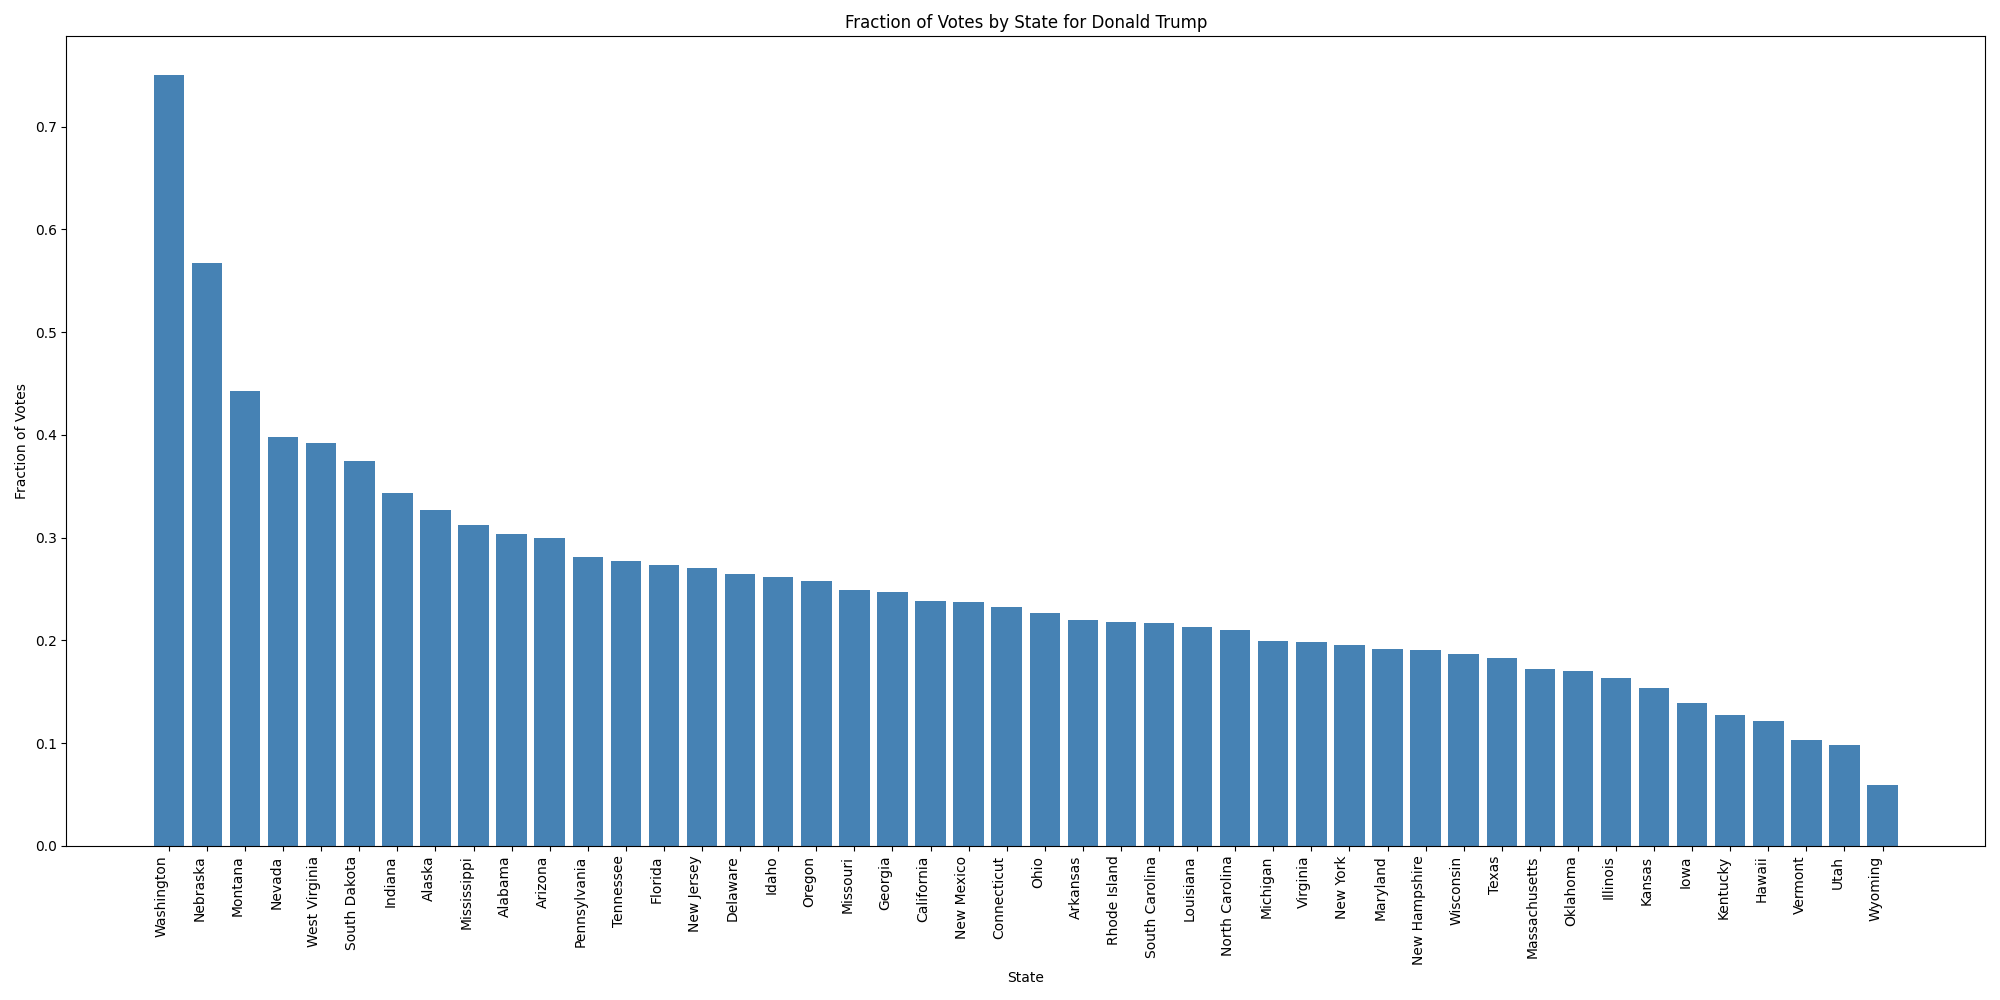 Fraction of Votes by State for Donald Trump
Fraction of Votes
0.7
0.6
0.5
0.4
0.3
0.2
0.1
0.0
Washington
Nebraska
Montana
Nevada
West Virginia
South Dakota
Indiana
Alaska
Mississippi
Alabama
Arizona
Pennsylvania
Tennessee
Florida
New Jersey
Delaware
Idaho
Oregon
Missouri
Georgia
California
New Mexico
Connecticut
Ohio
Arkansas
Rhode Island
South Carolina
Louisiana
North Carolina
Michigan
Virginia
New York
Maryland
New Hampshire
Wisconsin
Texas
Massachusetts
Oklahoma
Illinois
Kansas
Iowa
Kentucky
Hawaii
Vermont
Utah
Wyoming
State